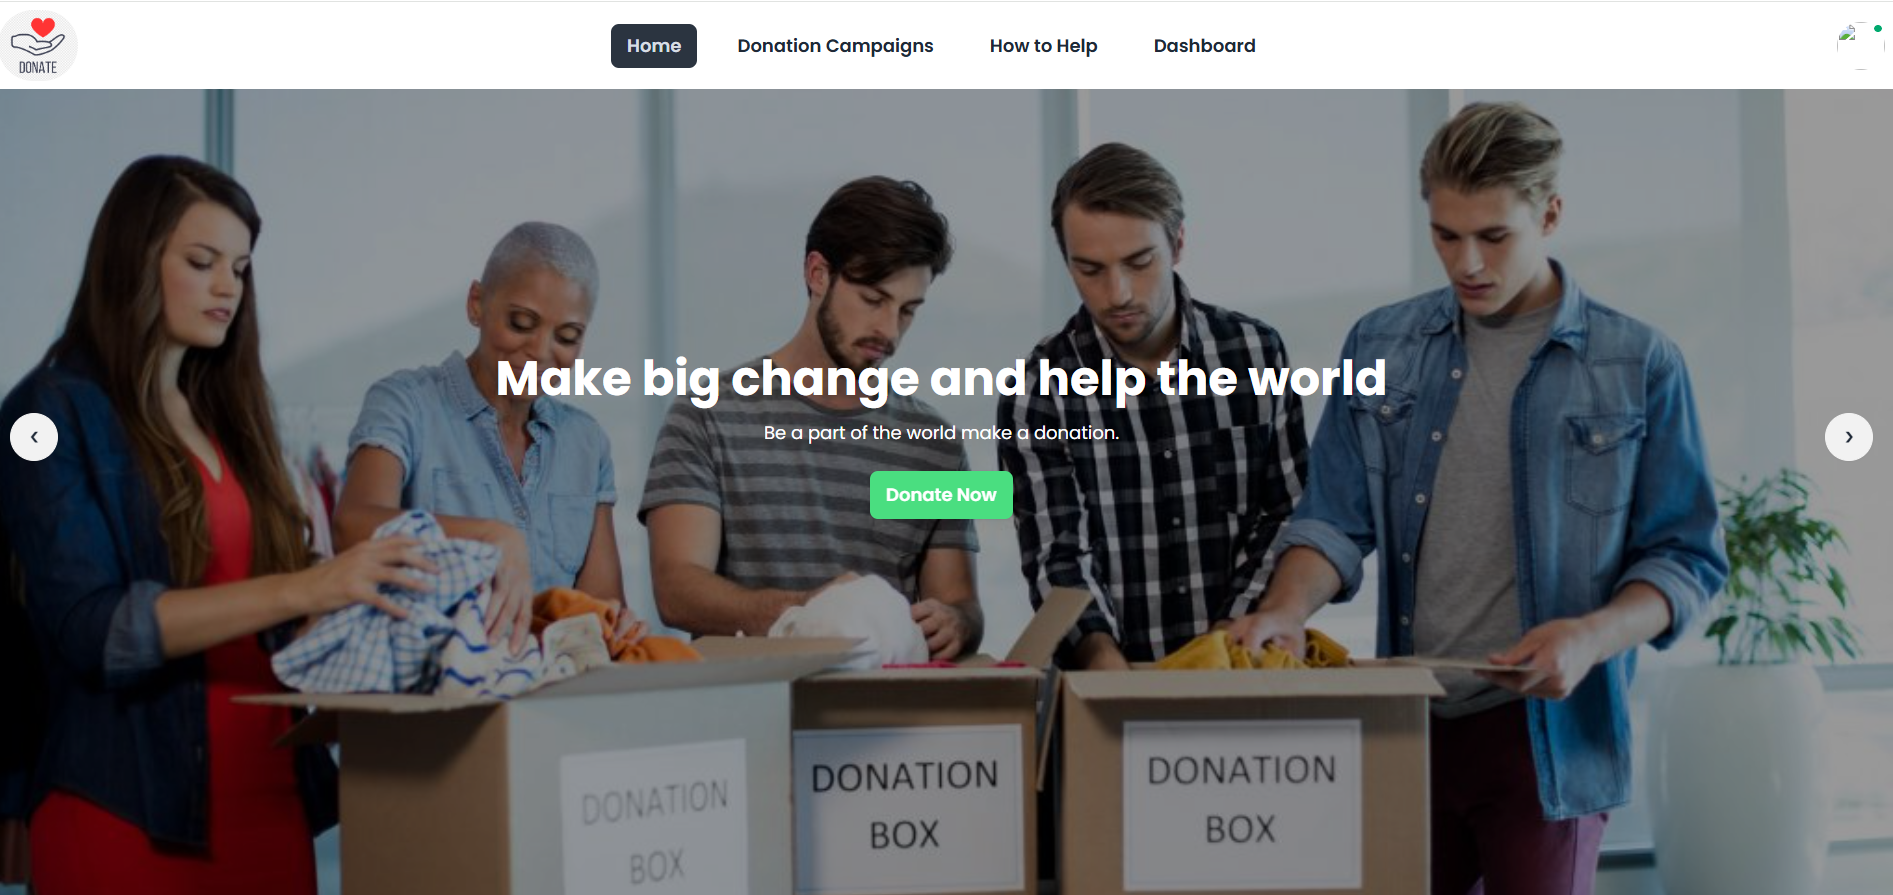 DONATE
Home
Donation Campaigns
How to Help
Dashboard
Make big change and help the world
Be a part of the world make a donation.
Donate Now
DONATION
BOX
DONATION
BOX
DONATION
BOX